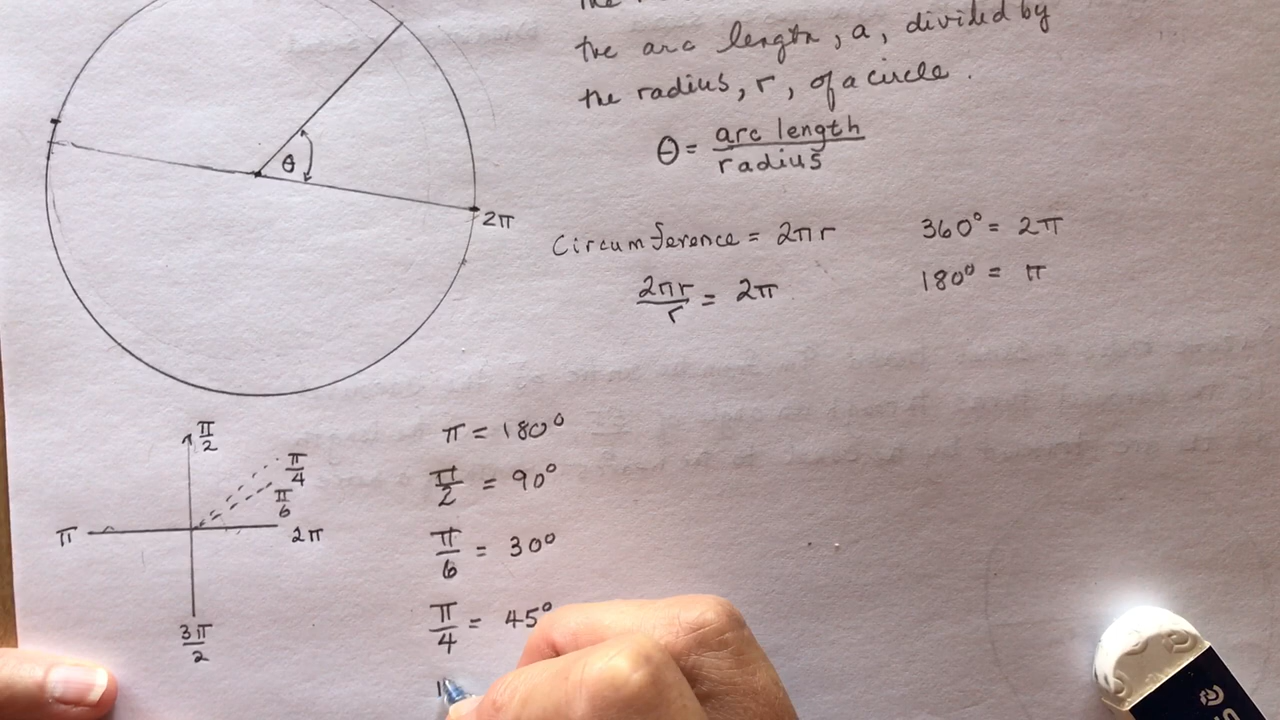 the arc length, a, divided by
the radius, r, of a circle.
θ = arc length
radius
θ
2π
Circumference = 2πr
360° = 2π
2πr
r
= 2π
180° = π
π
2
π
4
π
6
π
2π
3π
2
π = 180°
π
2
= 90°
π
6
= 30°
π
4
= 45°